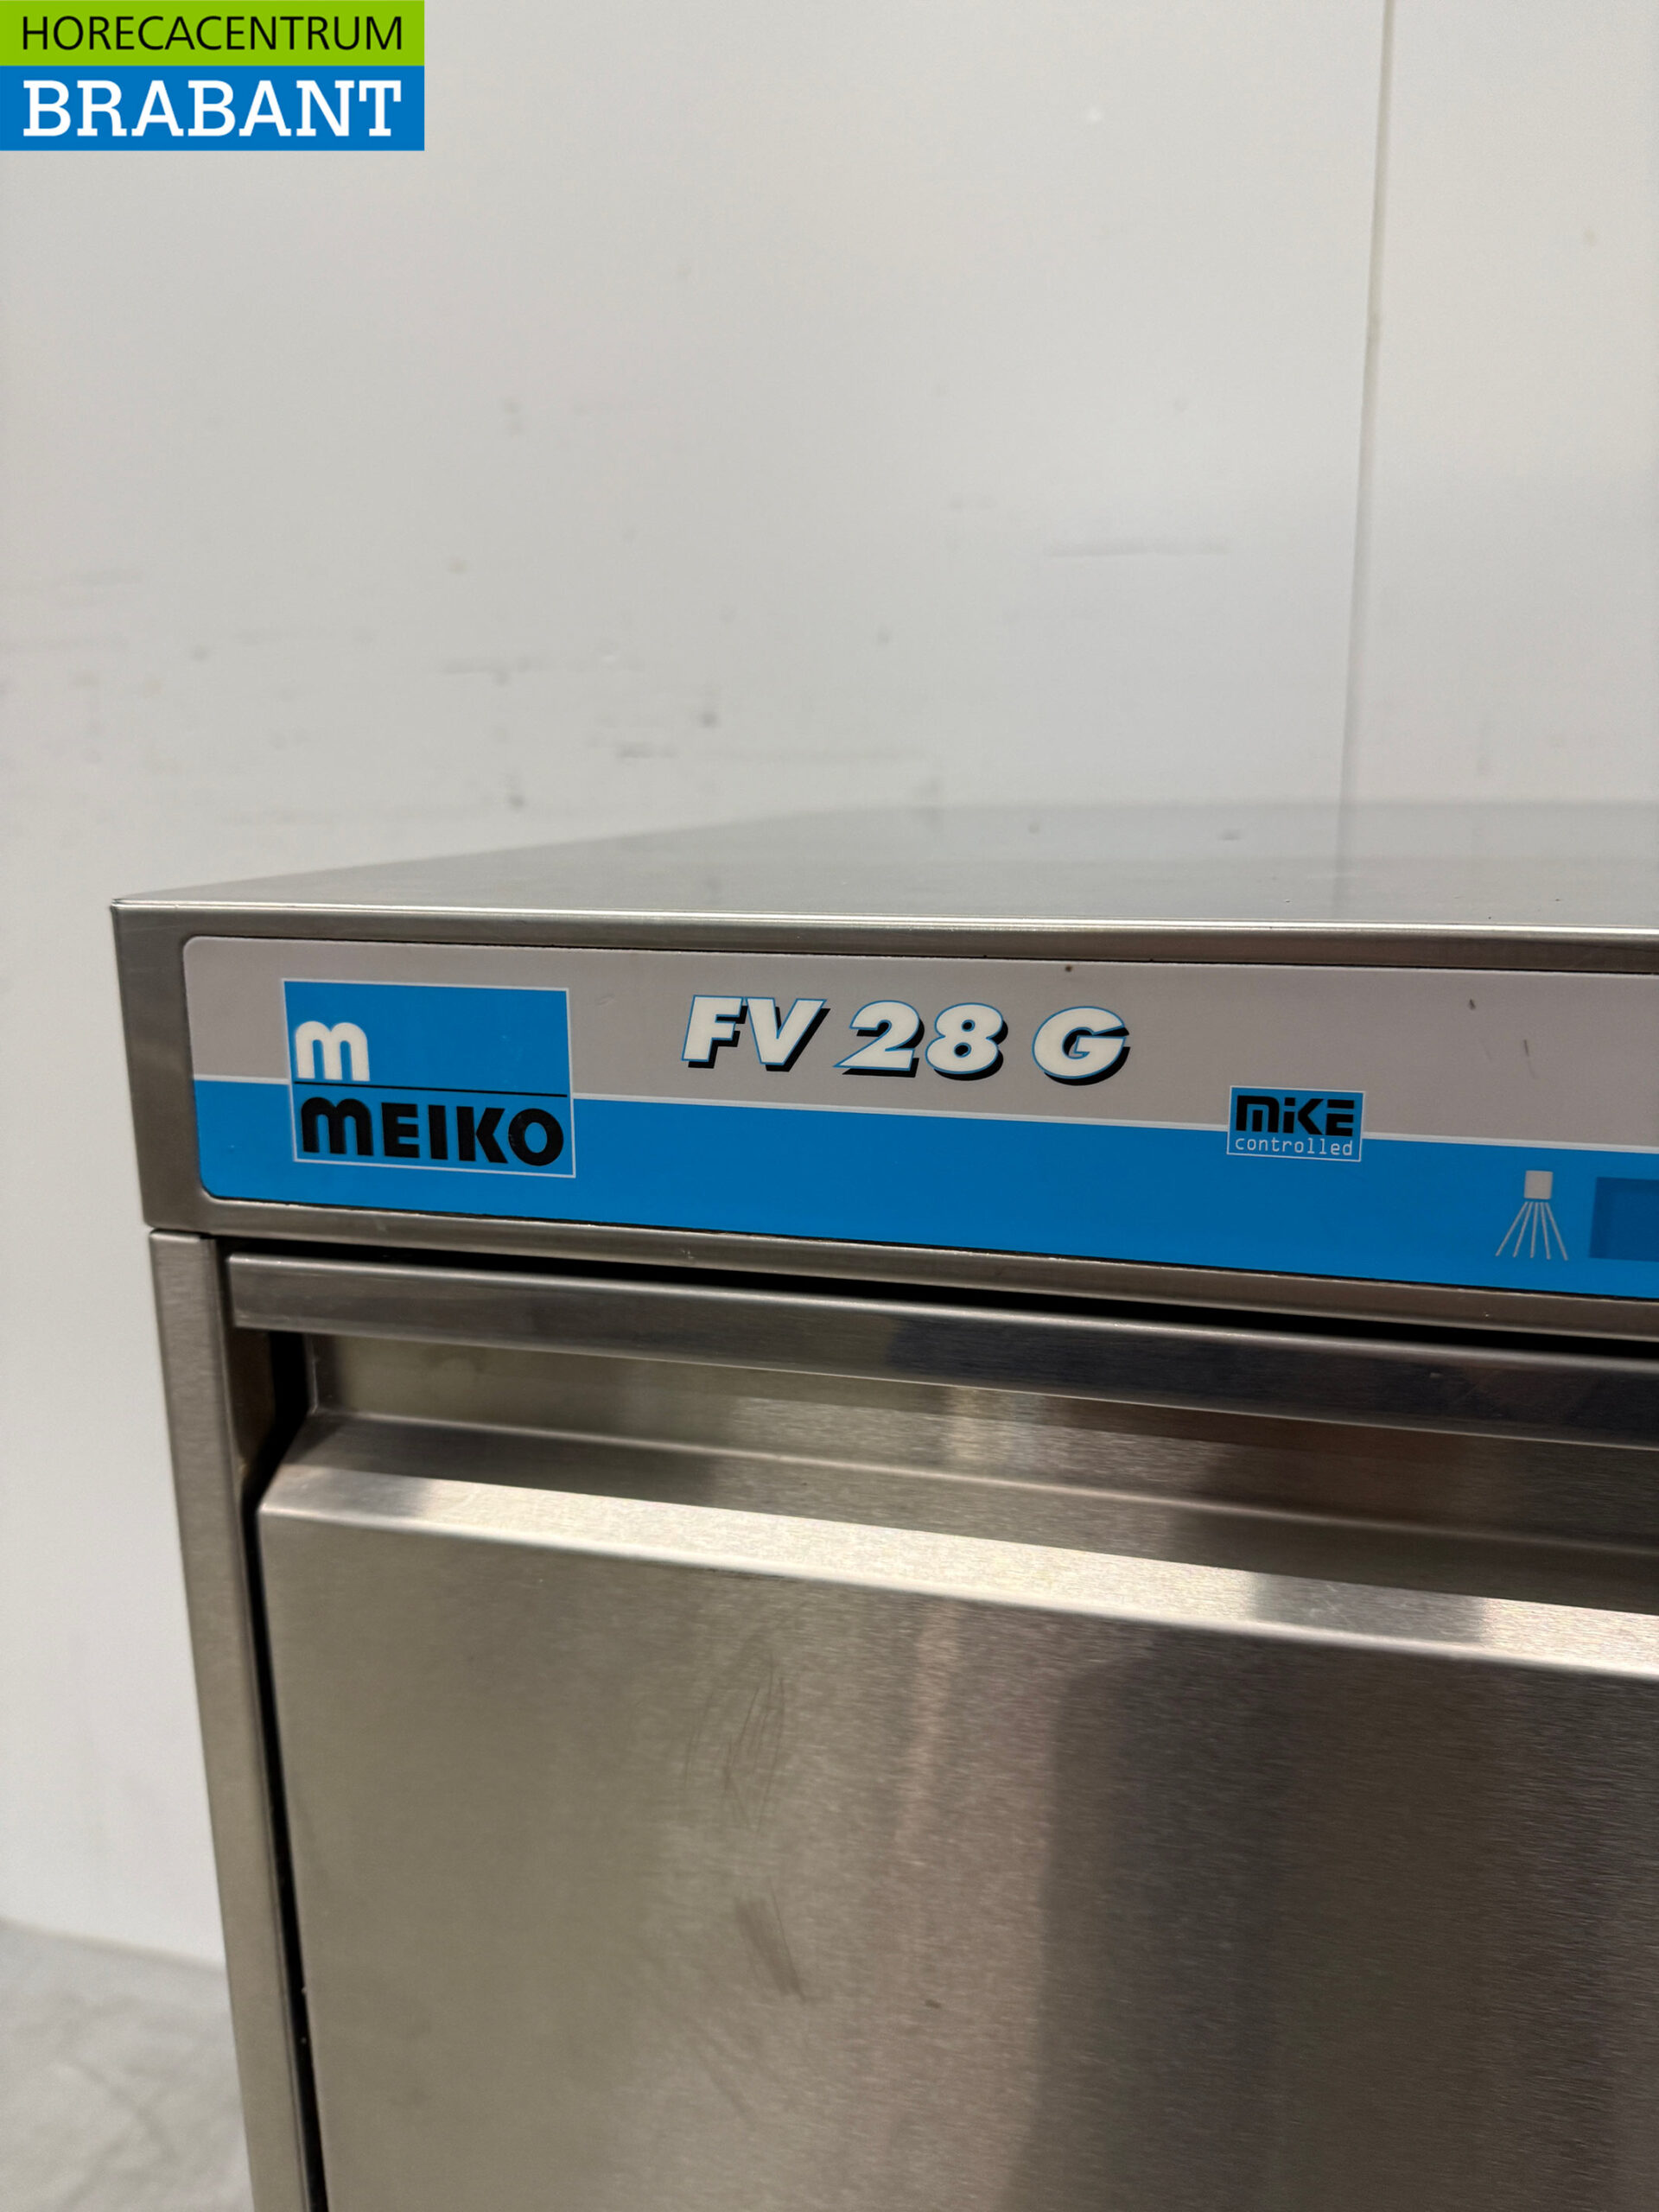 HORECACENTRUM
BRABANT
FV 28 G
m
MEIKO
MIKE
controlled